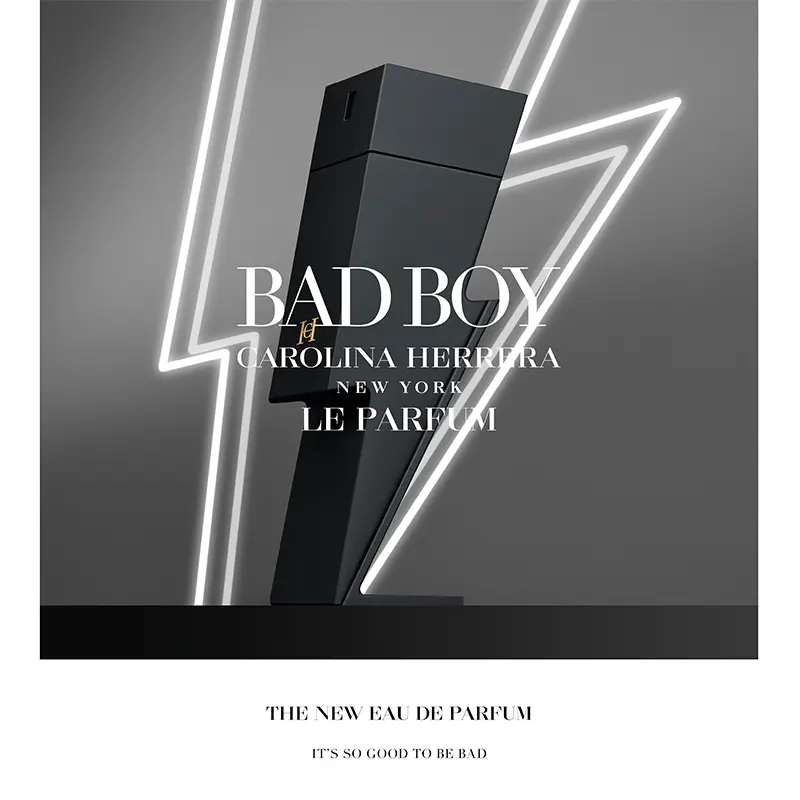 BAD BOY
CH
CAROLINA HERRERA
NEW YORK
LE PARFUM
THE NEW EAU DE PARFUM
IT'S SO GOOD TO BE BAD